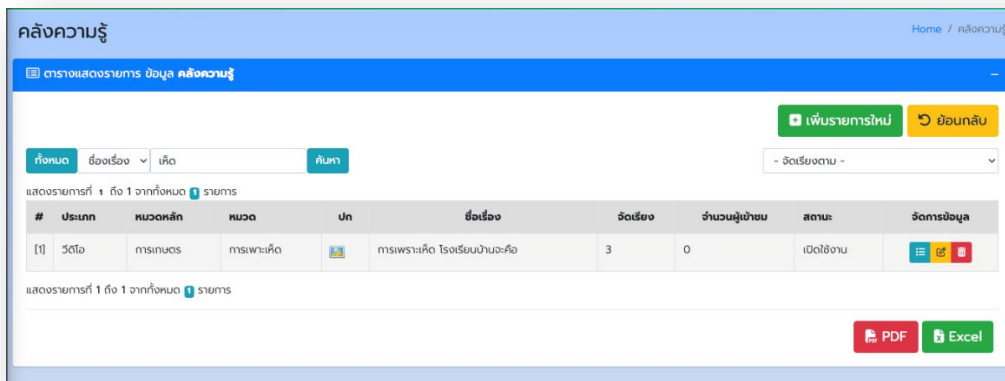 คลังความรู้
Home / คลังความรู้
ตารางแสดงรายการ ข้อมูล คลังความรู้
เพิ่มรายการใหม่ ย้อนกลับ
ทั้งหมด ชื่อเรื่อง เห็ด ค้นหา - จัดเรียงตาม -
แสดงรายการที่ 1 ถึง 1 จากทั้งหมด 1 รายการ
# ประเภท หมวดหลัก หมวด ปก ชื่อเรื่อง จัดเรียง จำนวนผู้เข้าชม สถานะ จัดการข้อมูล
[1] วีดีโอ การเกษตร การเพาะเห็ด การเพราะเห็ด โรงเรียนบ้านจะคือ 3 0 เปิดใช้งาน
แสดงรายการที่ 1 ถึง 1 จากทั้งหมด 1 รายการ
PDF Excel